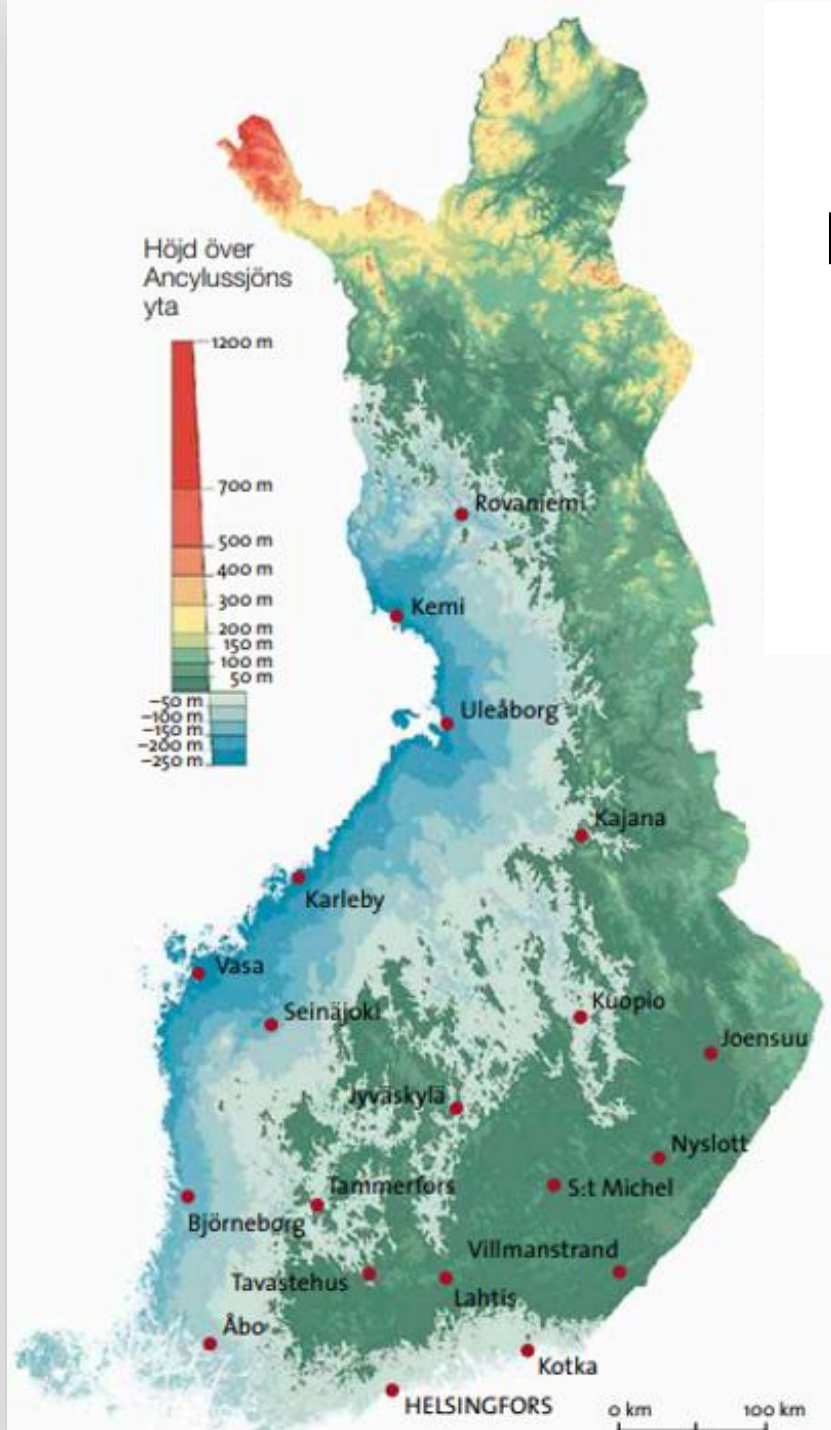 Höjd över
Ancylussjöns
yta
1200 m
700 m
500 m
400 m
300 m
200 m
150 m
100 m
50 m
−50 m
−100 m
−150 m
−200 m
−250 m
Rovaniemi
Kemi
Uleåborg
Kajana
Karleby
Vasa
Seinäjoki
Kuopio
Joensuu
Jyväskylä
Nyslott
Tammerfors
S:t Michel
Björneborg
Villmanstrand
Tavastehus
Lahtis
Åbo
Kotka
HELSINGFORS
0 km
100 km